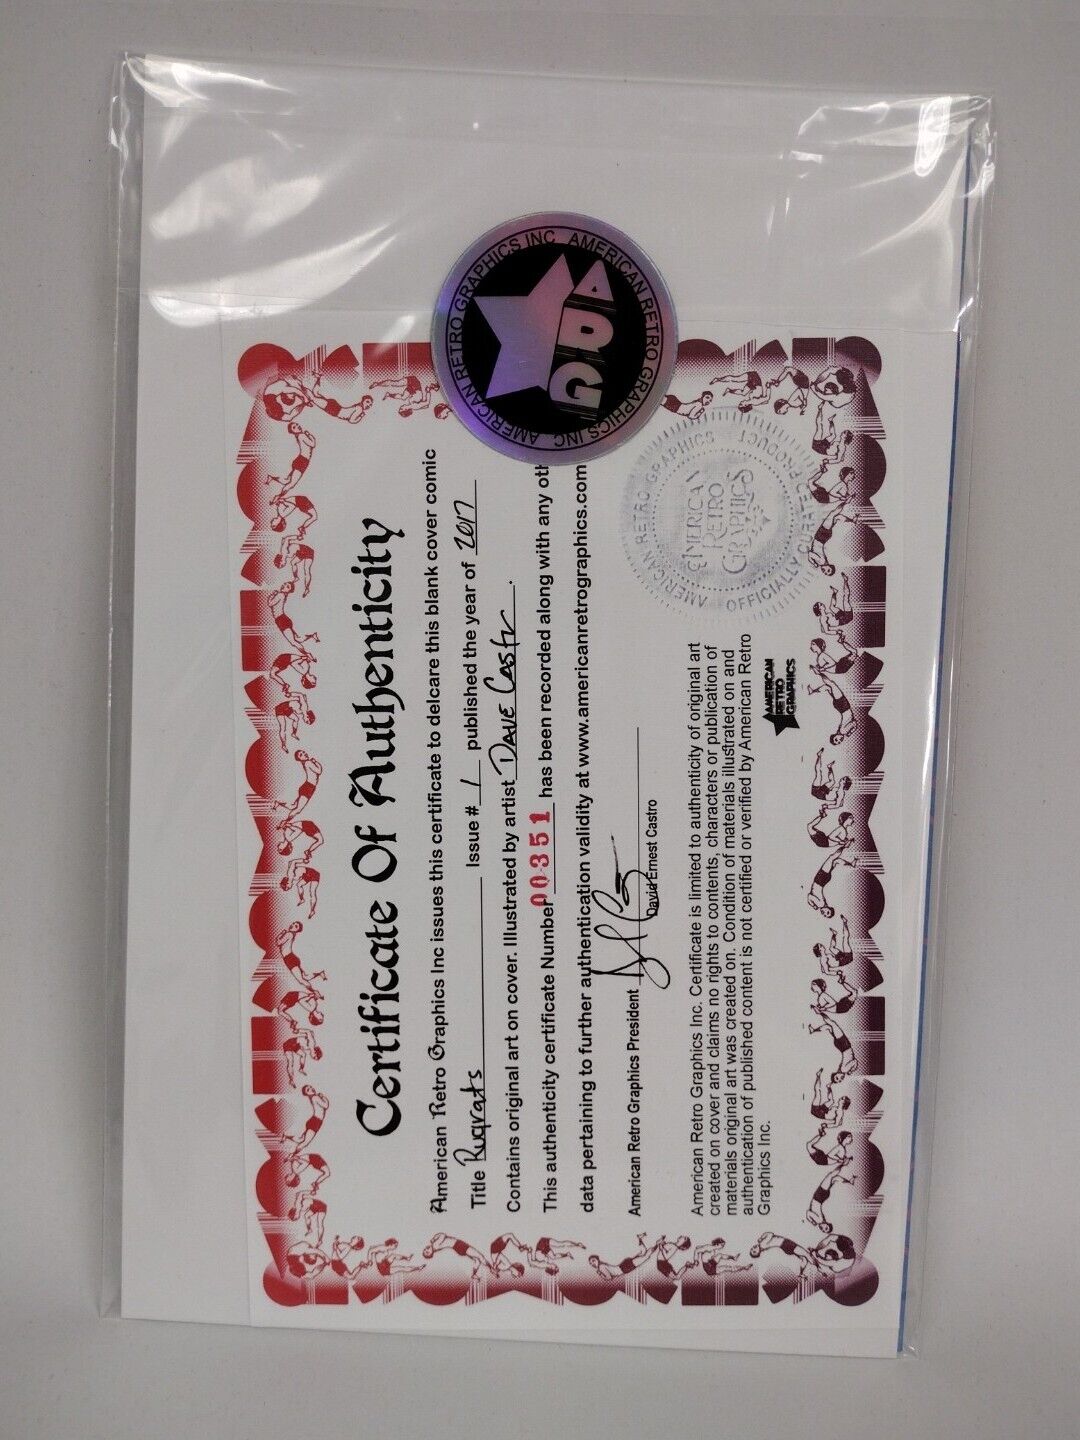 Certificate Of Authenticity
American Retro Graphics Inc issues this certificate to delcare this blank cover comic
Title Rugrats Issue # 1 published the year of 2017
Contains original art on cover. Illustrated by artist Dave Castr.
This authenticity certificate Number 00351 has been recorded along with any oth
data pertaining to further authentication validity at www.americanretrographics.com
American Retro Graphics President
David Ernest Castro
American Retro Graphics Inc. Certificate is limited to authenticity of original art
created on cover and claims no rights to contents, characters or publication of
materials original art was created on. Condition of materials illustrated on and
authentication of published content is not certified or verified by American Retro
Graphics Inc.
AMERICAN
RETRO
GRAPHICS
AMERICAN RETRO GRAPHICS INC. AMERICAN RETRO GRAPHICS INC.
ARG
AMERICAN RETRO GRAPHICS
OFFICIALLY PRODUCT
AMERICAN
RETRO
GRAPHICS